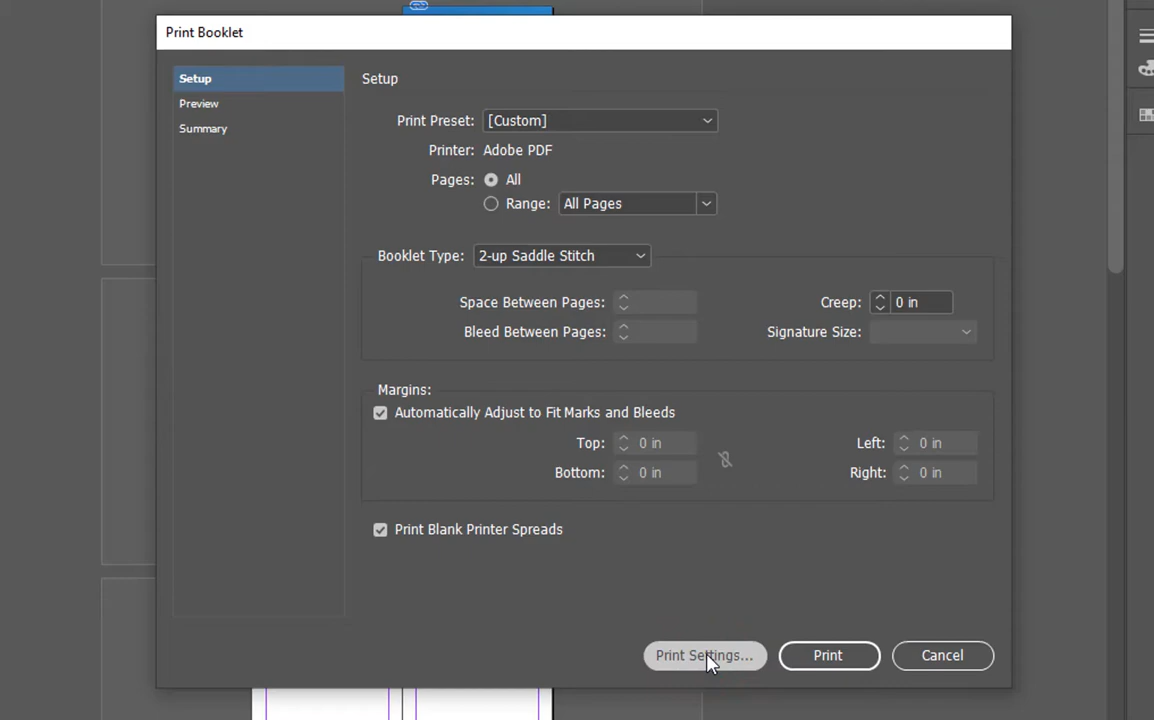 Print Booklet
Setup
Preview
Summary
Setup
Print Preset: [Custom]
Printer: Adobe PDF
Pages: All
Range: All Pages
Booklet Type: 2-up Saddle Stitch
Space Between Pages:
Creep: 0 in
Bleed Between Pages:
Signature Size:
Margins:
Automatically Adjust to Fit Marks and Bleeds
Top: 0 in
Left: 0 in
Bottom: 0 in
Right: 0 in
Print Blank Printer Spreads
Print Settings... Print Cancel